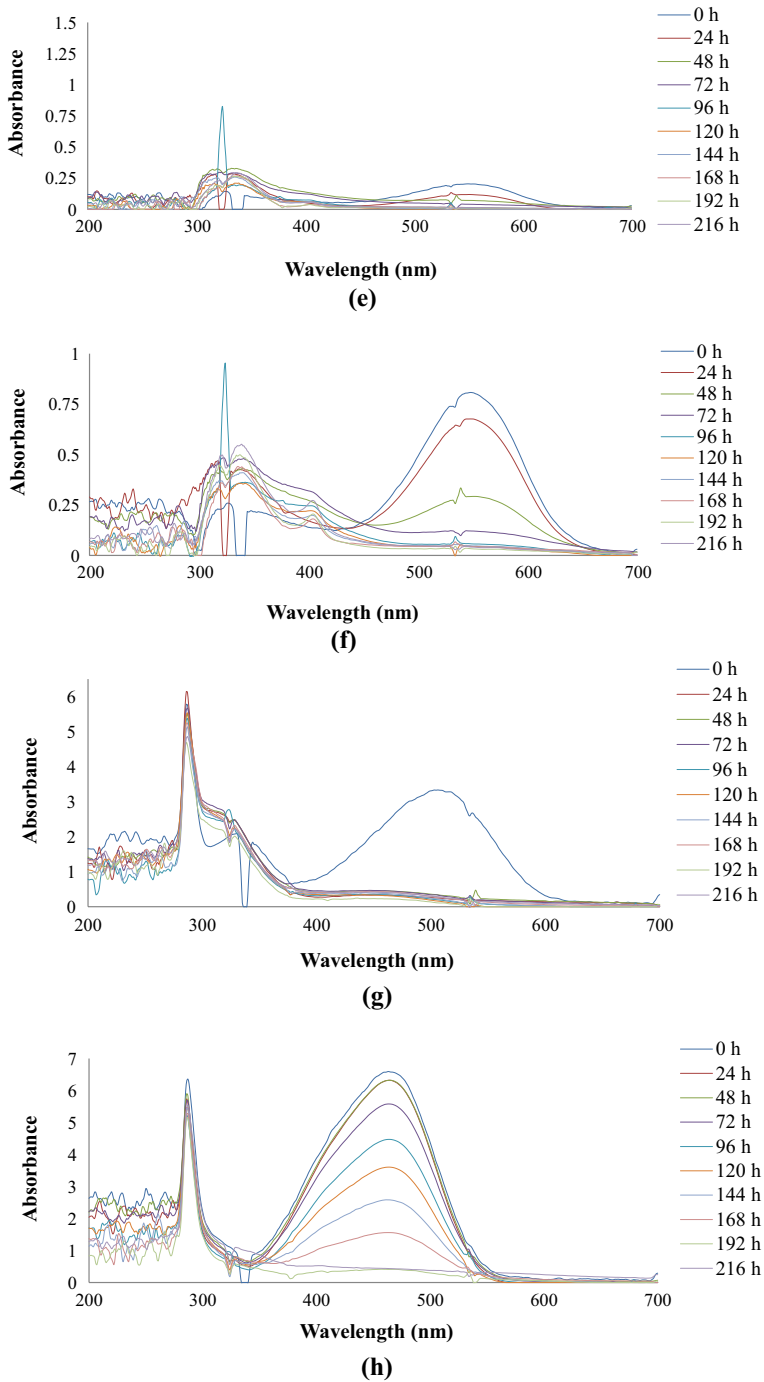 1.5
1.25
1
0.75
0.5
0.25
0
200 300 400 500 600 700
Absorbance
Wavelength (nm)
0 h
24 h
48 h
72 h
96 h
120 h
144 h
168 h
192 h
216 h
(e)
1
0.75
0.5
0.25
0
200 300 400 500 600 700
Absorbance
Wavelength (nm)
0 h
24 h
48 h
72 h
96 h
120 h
144 h
168 h
192 h
216 h
(f)
6
5
4
3
2
1
0
200 300 400 500 600 700
Absorbance
Wavelength (nm)
0 h
24 h
48 h
72 h
96 h
120 h
144 h
168 h
192 h
216 h
(g)
7
6
5
4
3
2
1
0
200 300 400 500 600 700
Absorbance
Wavelength (nm)
0 h
24 h
48 h
72 h
96 h
120 h
144 h
168 h
192 h
216 h
(h)